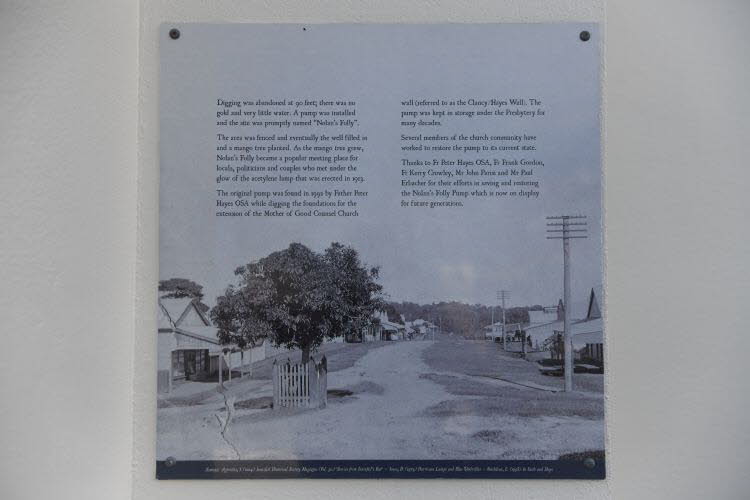 Digging was abandoned at 90 feet; there was no
gold and very little water. A pump was installed
and the site was promptly named "Nolan's Folly".
The area was fenced and eventually the well filled in
and a mango tree planted. As the mango tree grew,
Nolan's Folly became a popular meeting place for
locals, politicians and couples who met under the
glow of the acetylene lamp that was erected in 1913.
The original pump was found in 1992 by Father Peter
Hayes OSA while digging the foundations for the
extension of the Mother of Good Counsel Church
wall (referred to as the Clancy/Hayes Wall). The
pump was kept in storage under the Presbytery for
many decades.
Several members of the church community have
worked to restore the pump to its current state.
Thanks to Fr Peter Hayes OSA, Fr Frank Gordon,
Fr Kerry Crowley, Mr John Pavis and Mr Paul
Erbacher for their efforts in saving and restoring
the Nolan's Folly Pump which is now on display
for future generations.
Innisfail Historical Society Magazine